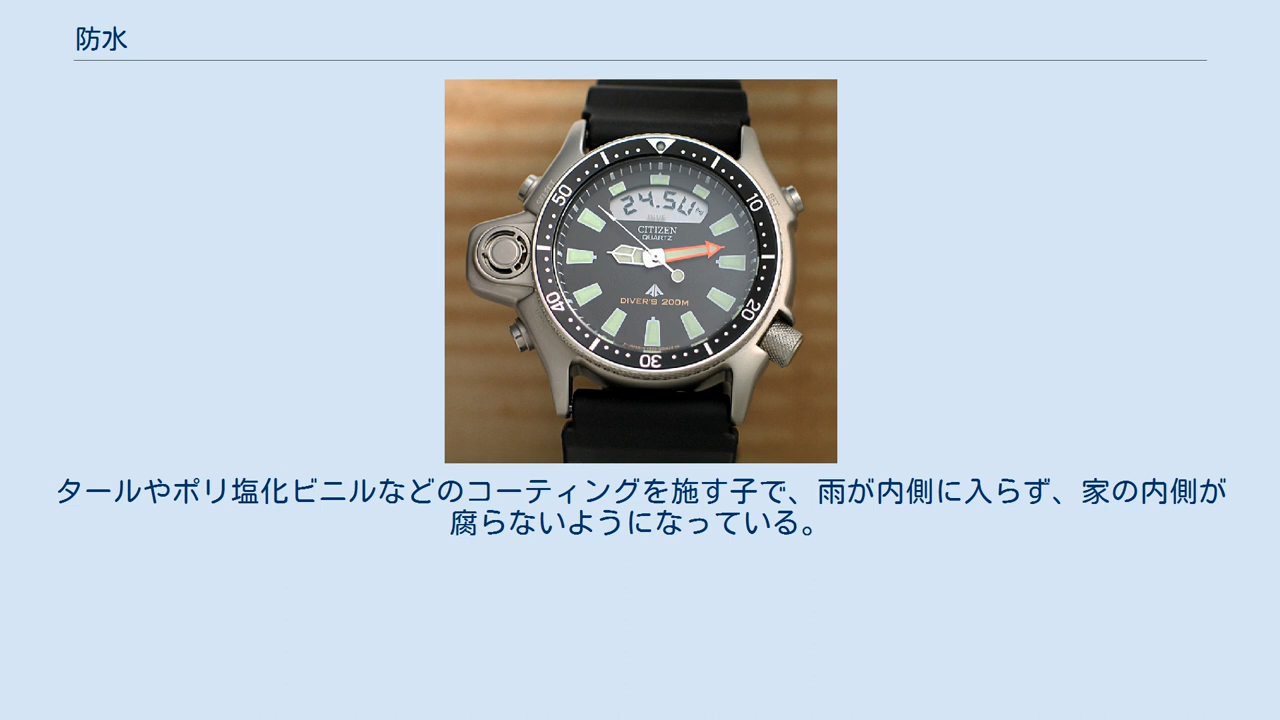 防水
50
10
24.50M
CITIZEN
QUARTZ
DIVER'S 200M
40
20
30
タールやポリ塩化ビニルなどのコーティングを施す子で、雨が内側に入らず、家の内側が
腐らないようになっている。